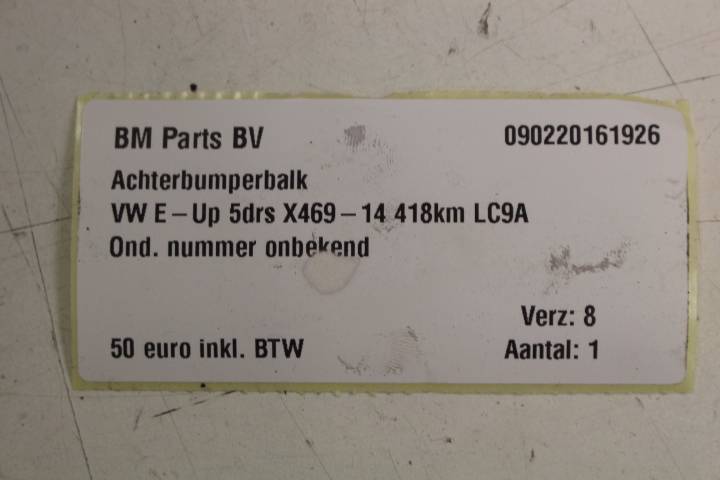 BM Parts BV 090220161926
Achterbumperbalk
VW E-Up 5drs X469-14 418km LC9A
Ond. nummer onbekend
Verz: 8
50 euro inkl. BTW Aantal: 1